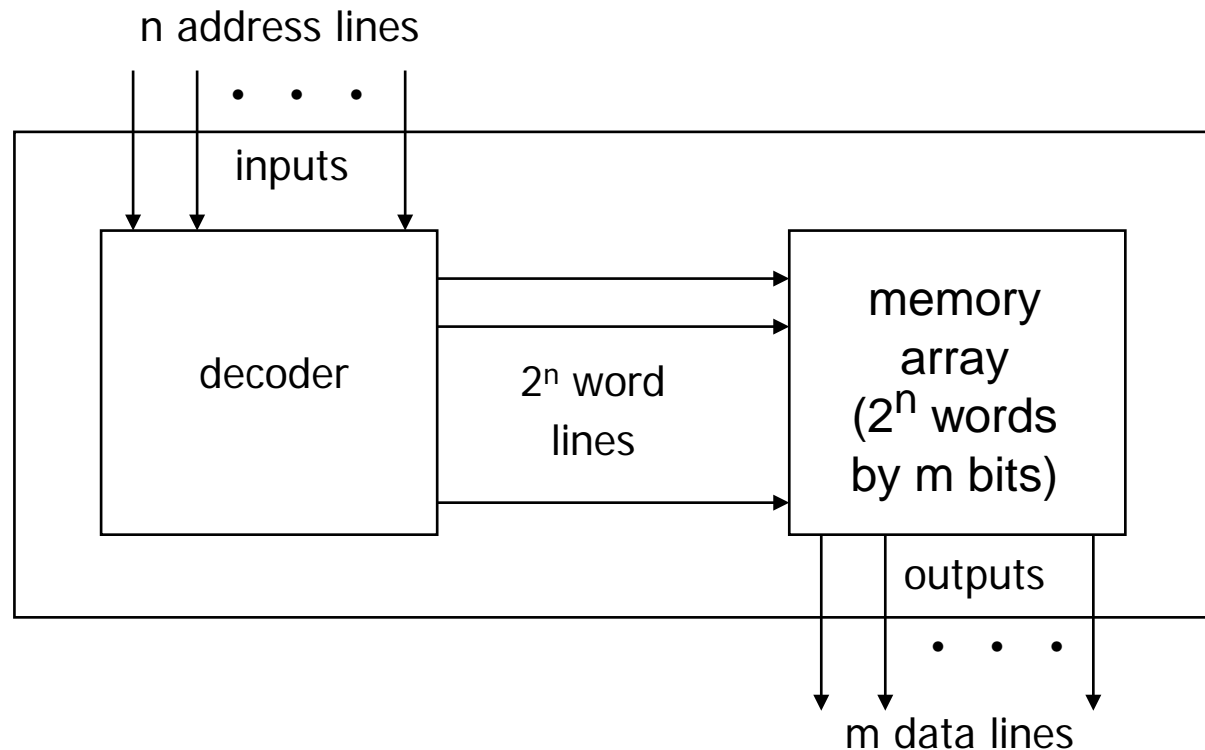 n address lines
inputs
decoder
2ⁿ word
lines
memory
array
(2ⁿ words
by m bits)
outputs
m data lines